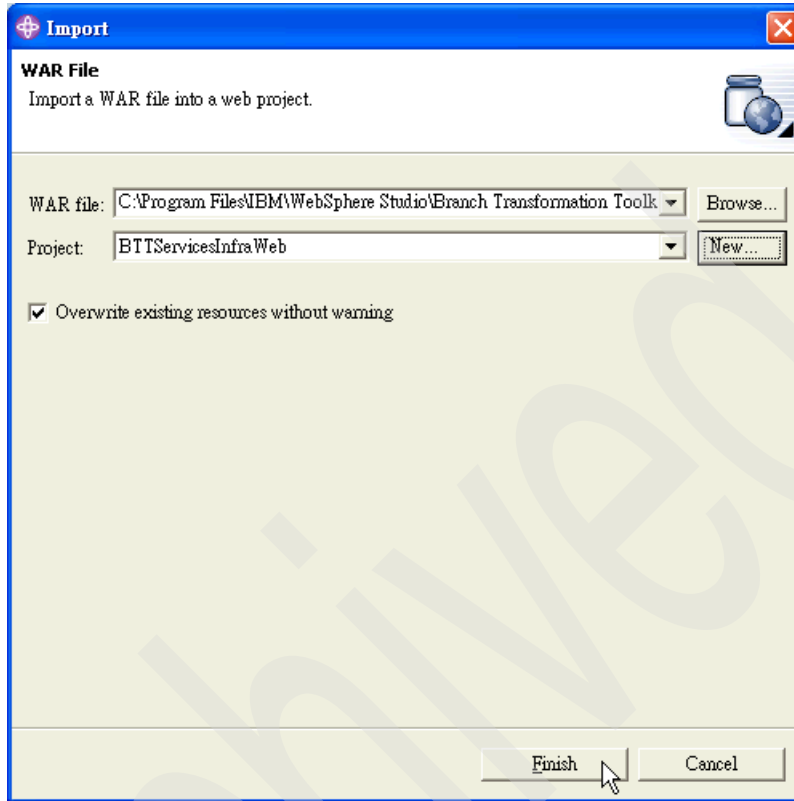 Import
WAR File
Import a WAR file into a web project.
WAR file: C:\Program Files\IBM\WebSphere Studio\Branch Transformation Toolk Browse...
Project: BTTServicesInfraWeb New...
Overwrite existing resources without warning
Finish Cancel